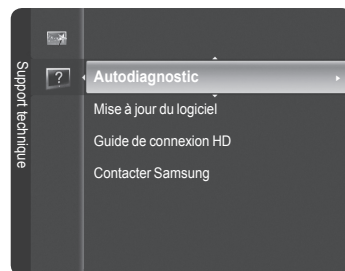 Support technique
Autodiagnostic
Mise à jour du logiciel
Guide de connexion HD
Contacter Samsung